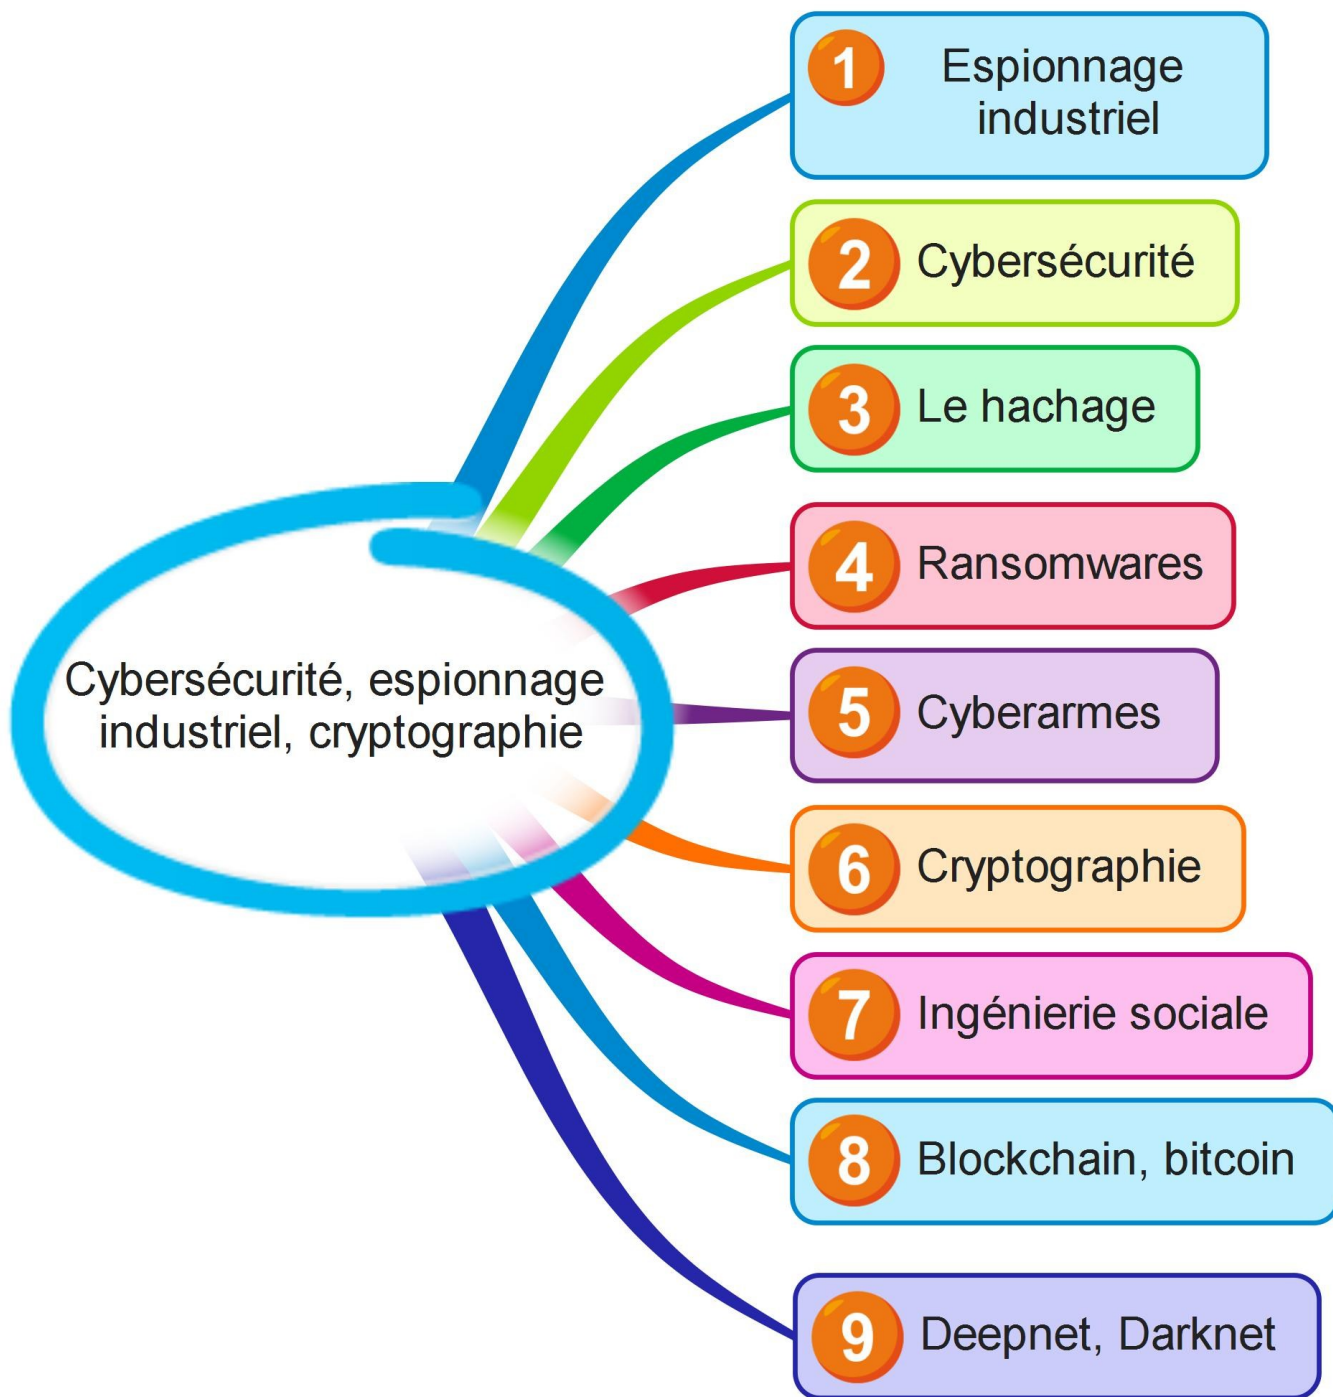 1 Espionnage
industriel
2 Cybersécurité
3 Le hachage
4 Ransomwares
Cybersécurité, espionnage
industriel, cryptographie
5 Cyberarmes
6 Cryptographie
7 Ingénierie sociale
8 Blockchain, bitcoin
9 Deepnet, Darknet